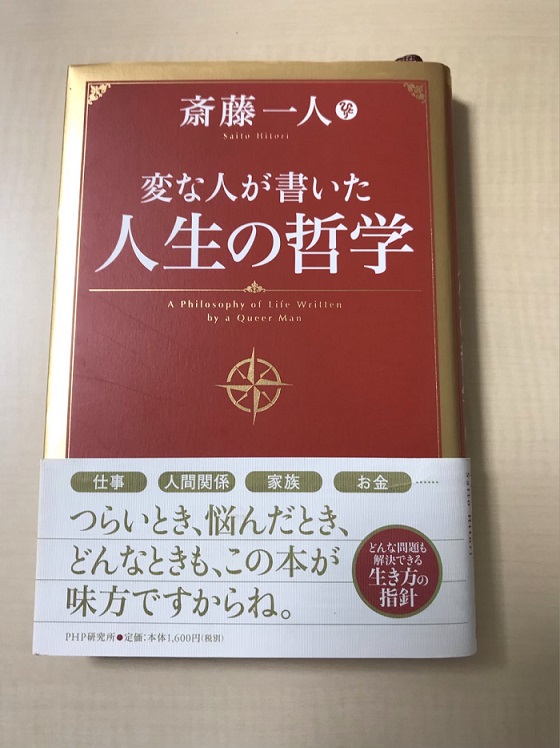 斎藤一人
Saito Hitori
変な人が書いた
人生の哲学
A Philosophy of Life Written
by a Queer Man
仕事 人間関係 家族 お金 ……
つらいとき、悩んだとき、
どんなときも、この本が
味方ですからね。
どんな問題も
解決できる
生き方の
指針
PHP研究所●定価:本体1,600円(税別)
Saito Hitori